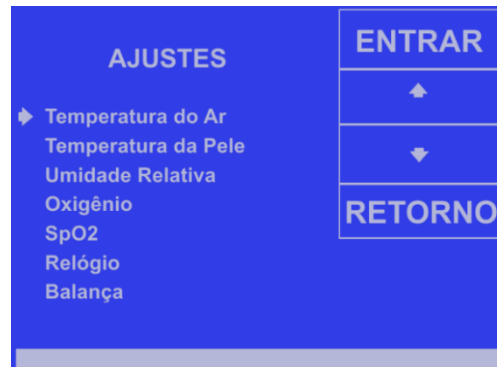 AJUSTES
Temperatura do Ar
Temperatura da Pele
Umidade Relativa
Oxigênio
SpO2
Relógio
Balança
ENTRAR
RETORNO